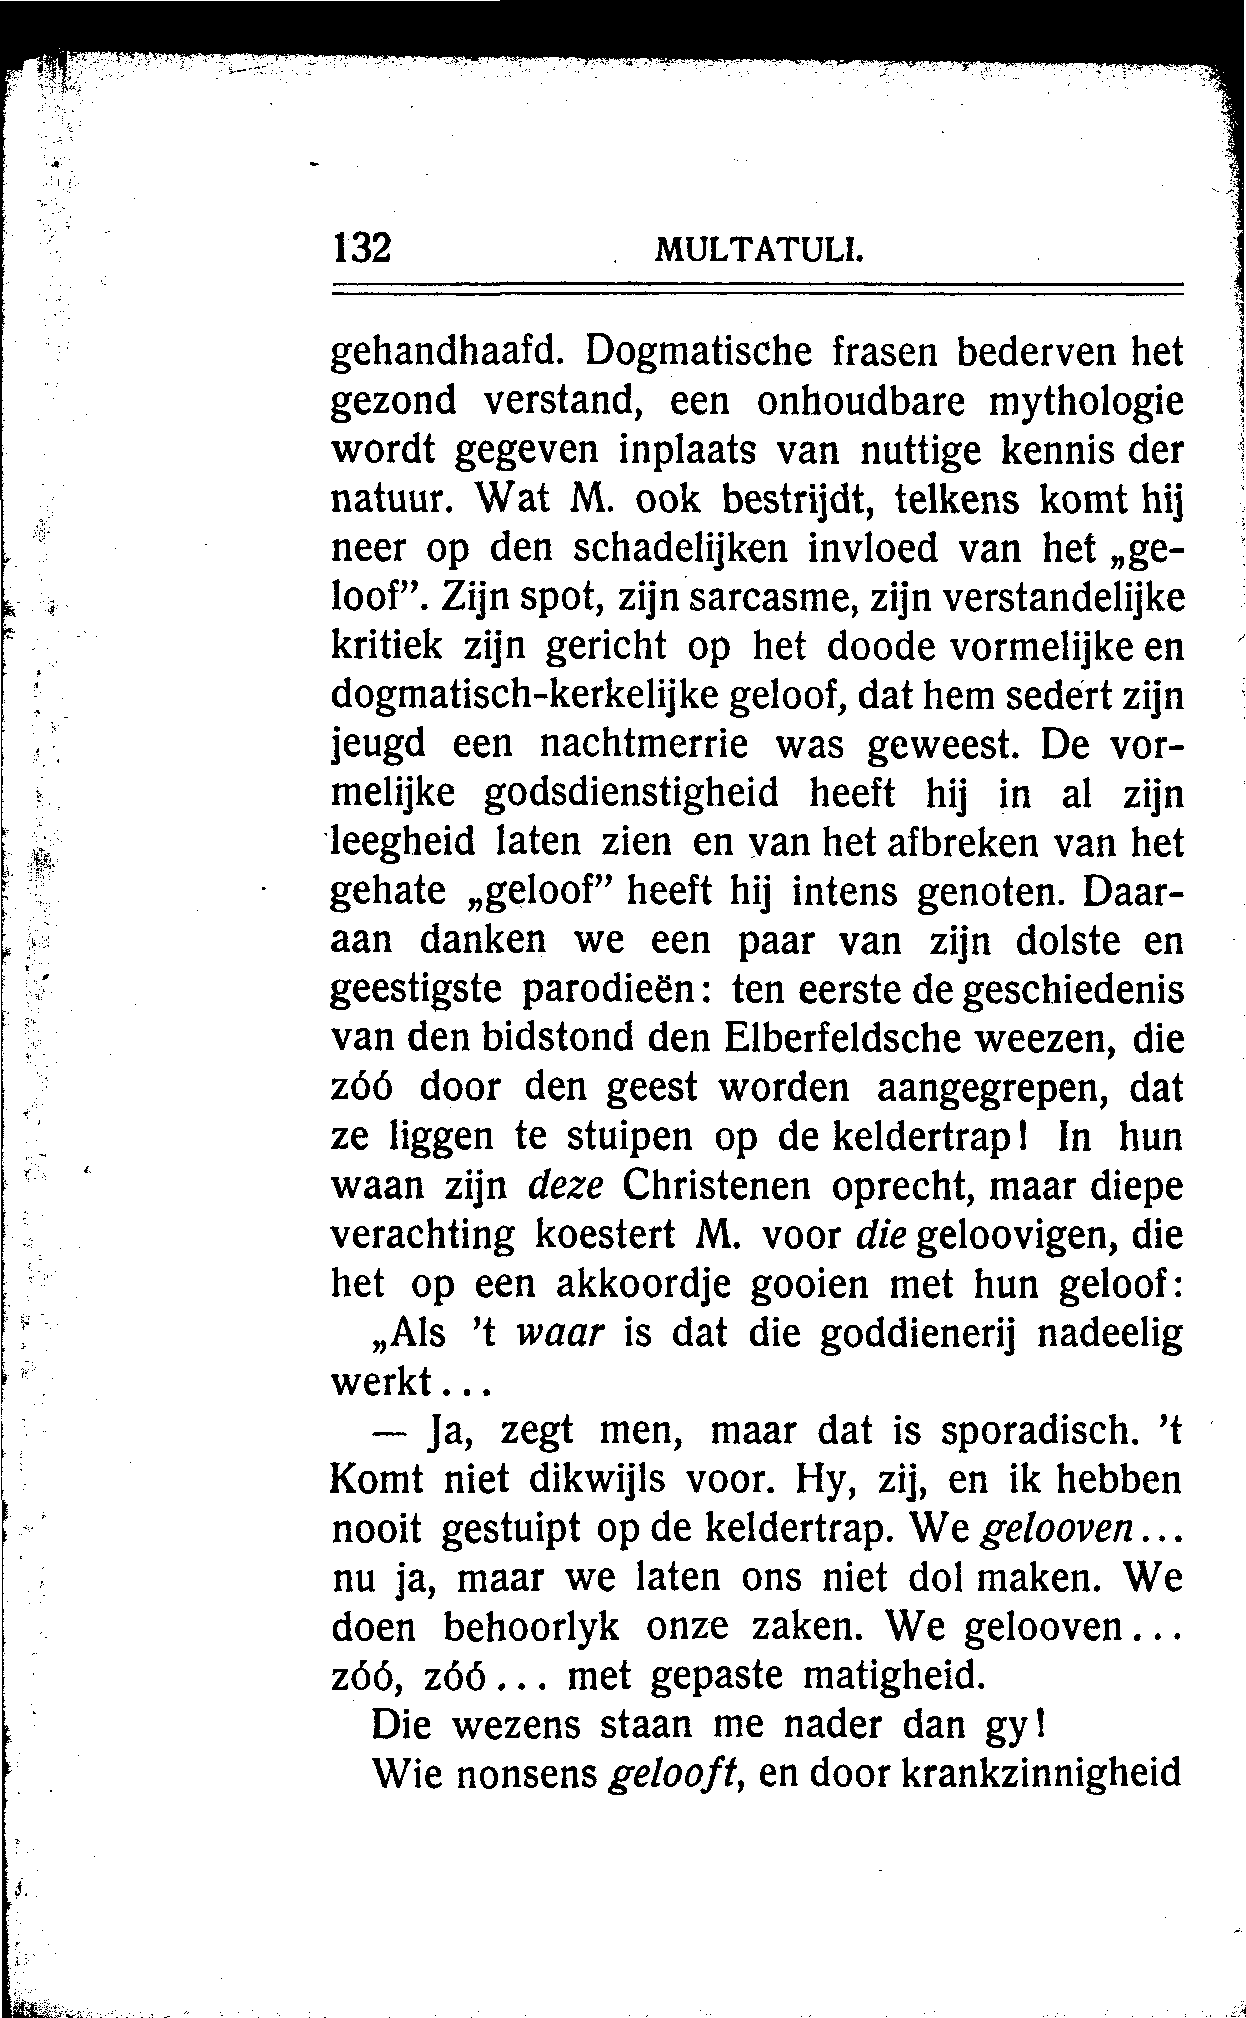 132 MULTATULI.
gehandhaafd. Dogmatische frasen bederven het
gezond verstand, een onhoudbare mythologie
wordt gegeven inplaats van nuttige kennis der
natuur. Wat M. ook bestrijdt, telkens komt hij
neer op den schadelijken invloed van het „ge-
loof”. Zijn spot, zijn sarcasme, zijn verstandelijke
kritiek zijn gericht op het doode vormelijke en
dogmatisch-kerkelijke geloof, dat hem sedert zijn
jeugd een nachtmerrie was geweest. De vor-
melijke godsdienstigheid heeft hij in al zijn
leegheid laten zien en van het afbreken van het
gehate „geloof” heeft hij intens genoten. Daar-
aan danken we een paar van zijn dolste en
geestigste parodieën: ten eerste de geschiedenis
van den bidstond den Elberfeldsche weezen, die
zóó door den geest worden aangegrepen, dat
ze liggen te stuipen op de keldertrap! In hun
waan zijn deze Christenen oprecht, maar diepe
verachting koestert M. voor die geloovigen, die
het op een akkoordje gooien met hun geloof:
„Als 't waar is dat die goddienerij nadeelig
werkt...
— Ja, zegt men, maar dat is sporadisch. 't
Komt niet dikwijls voor. Hy, zij, en ik hebben
nooit gestuipt op de keldertrap. We gelooven...
nu ja, maar we laten ons niet dol maken. We
doen behoorlyk onze zaken. We gelooven...
zóó, zóó... met gepaste matigheid.
Die wezens staan me nader dan gy!
Wie nonsens gelooft, en door krankzinnigheid